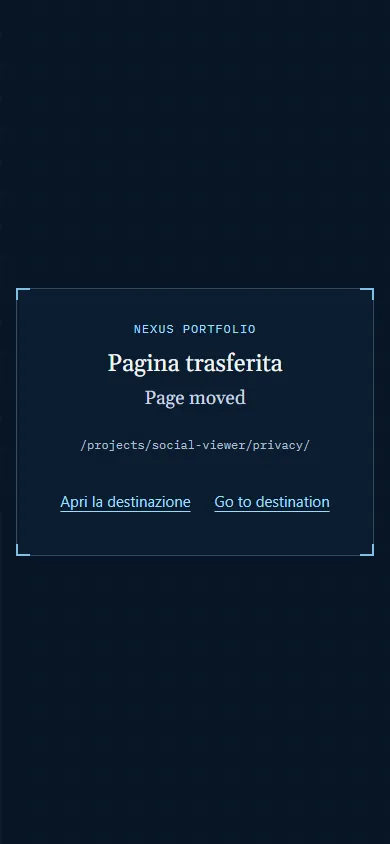 NEXUS PORTFOLIO
Pagina trasferita
Page moved
/projects/social-viewer/privacy/
Apri la destinazione Go to destination